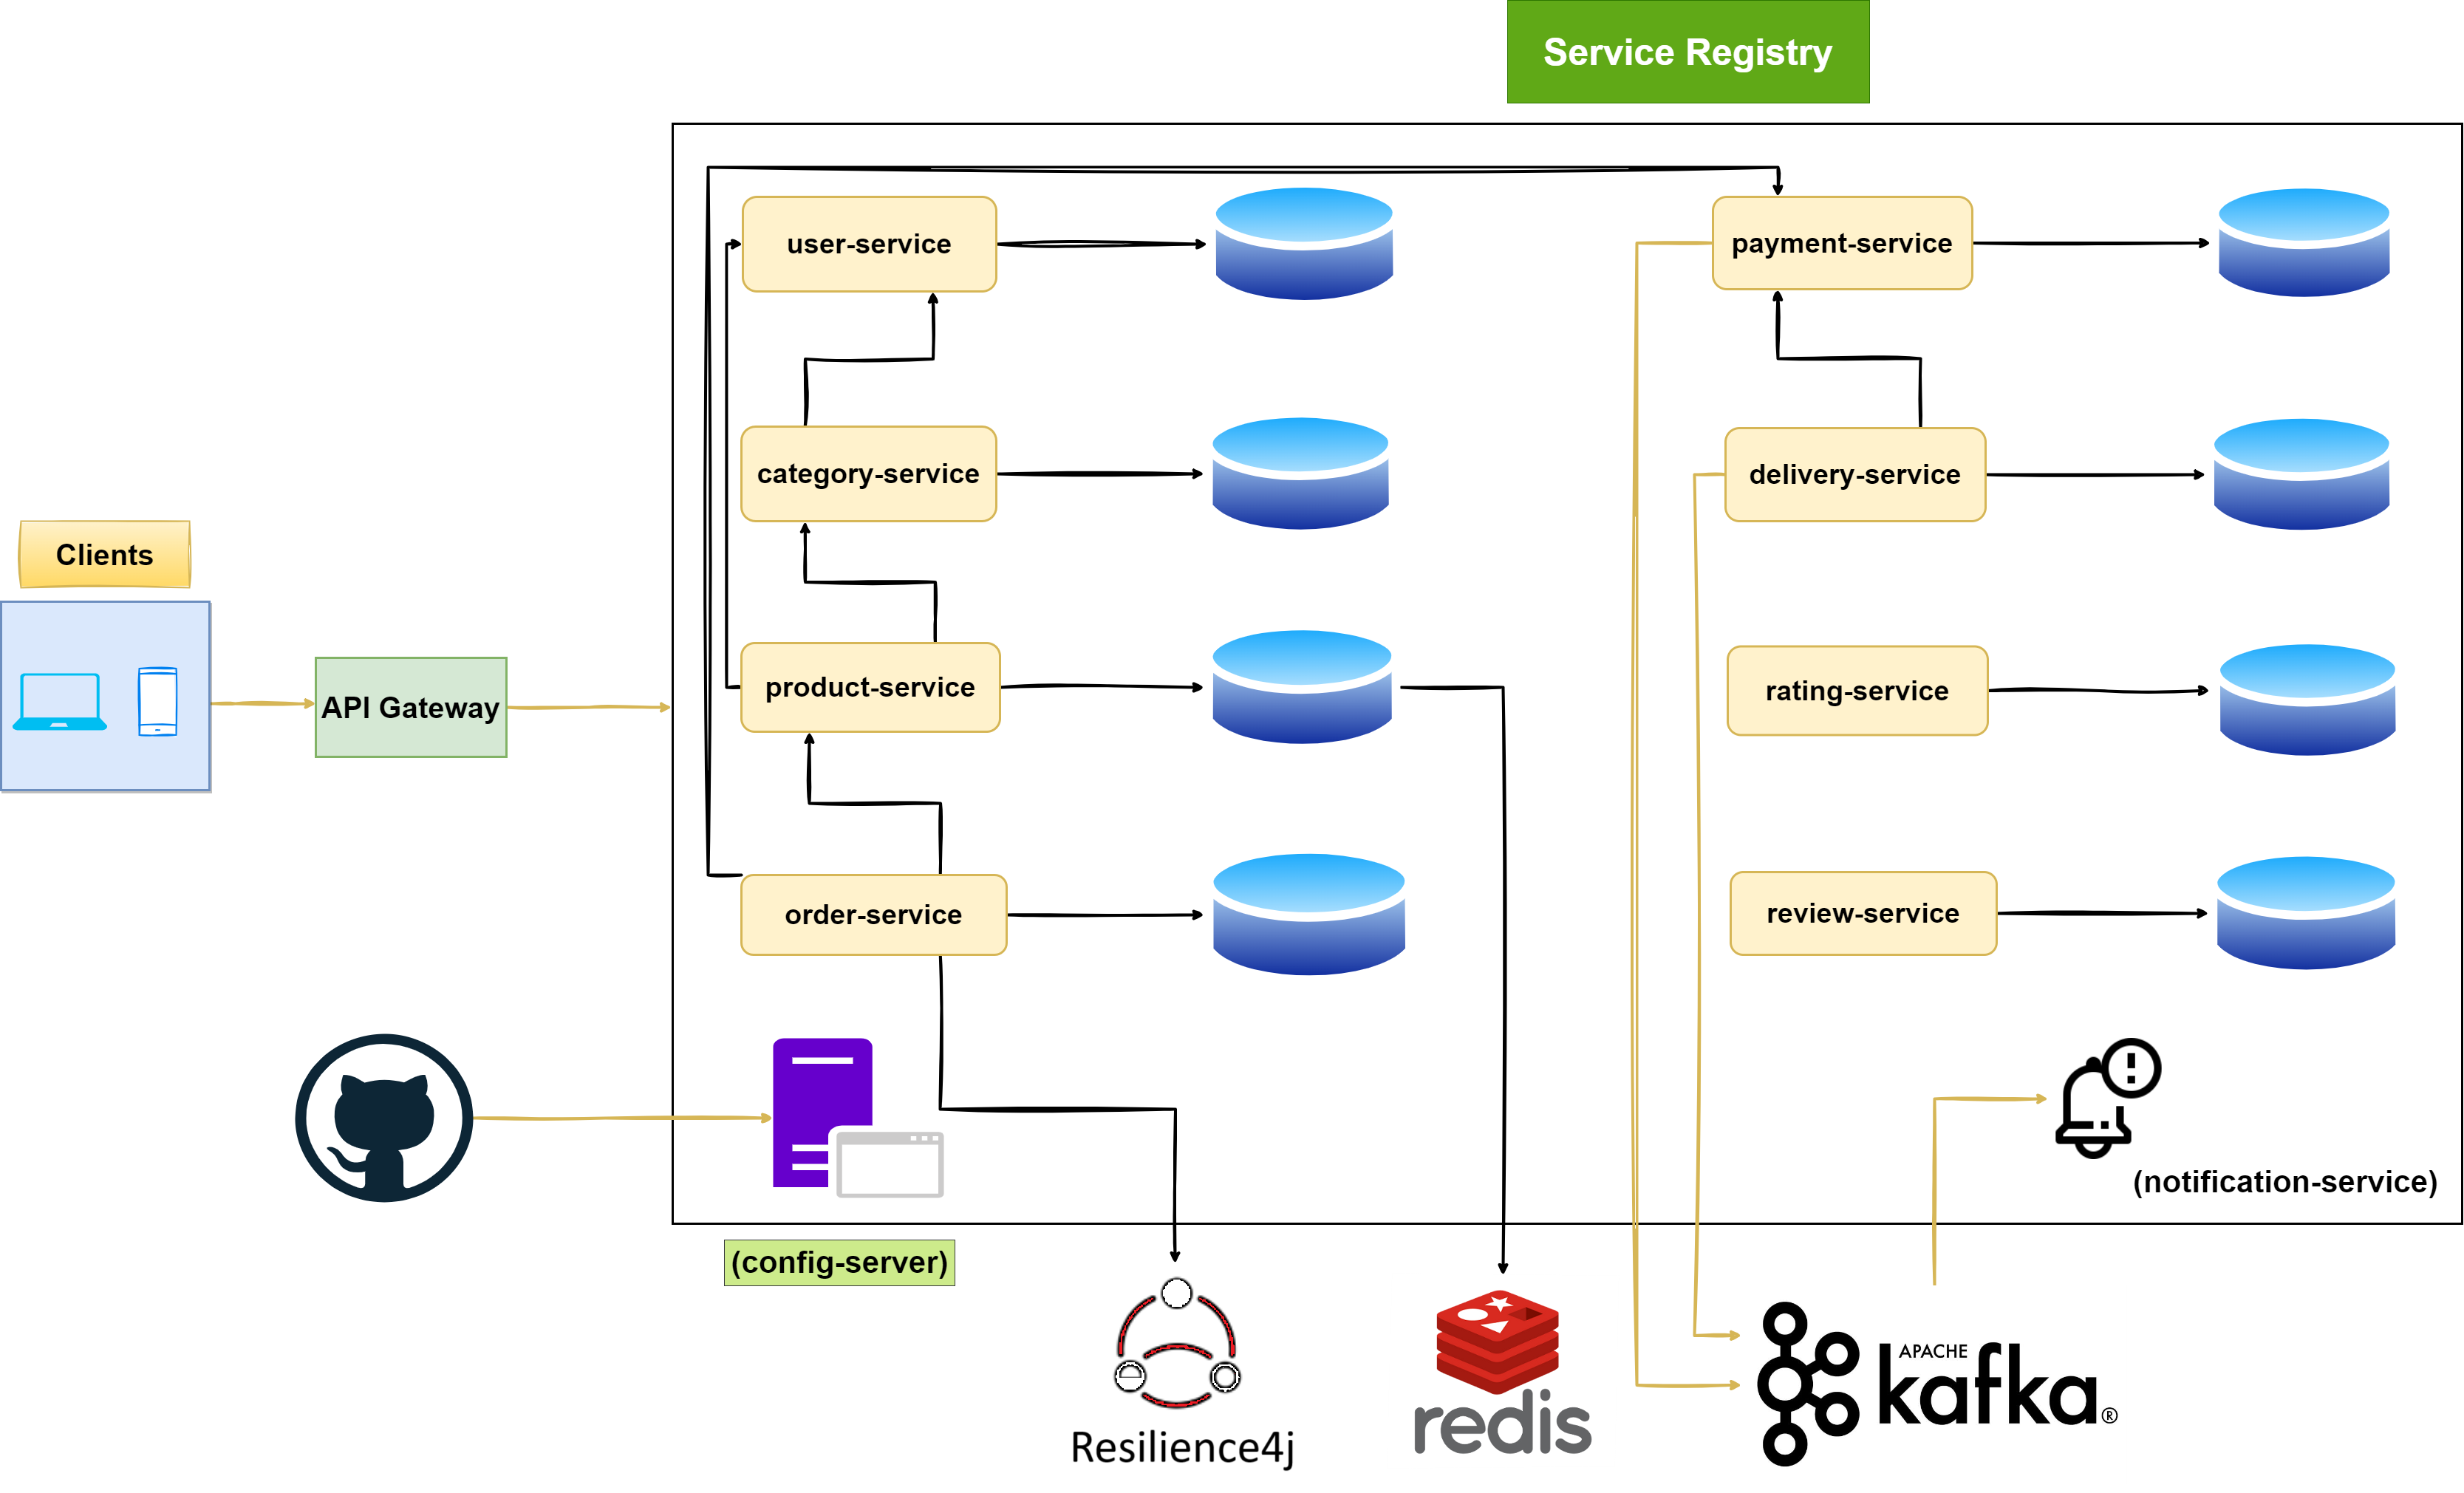 Service Registry
user-service
payment-service
category-service
delivery-service
Clients
product-service
rating-service
API Gateway
order-service
review-service
(notification-service)
(config-server)
APACHE
kafka®
redis
Resilience4j